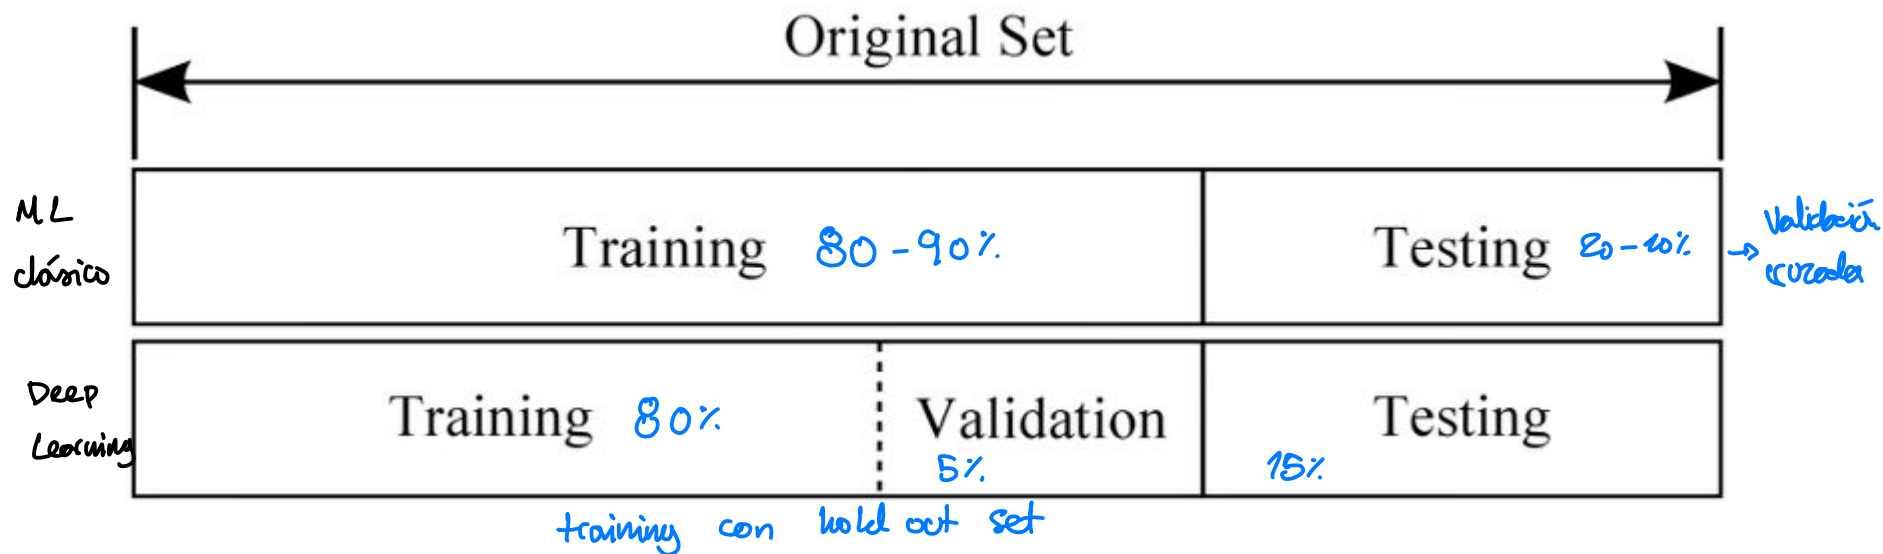 Original Set
ML
clásico
Training 80-90%
Testing 20-10%
→ Validación
cruzada
Deep
Learning
Training 80%
Validation
5%
Testing
15%
training con hold out set